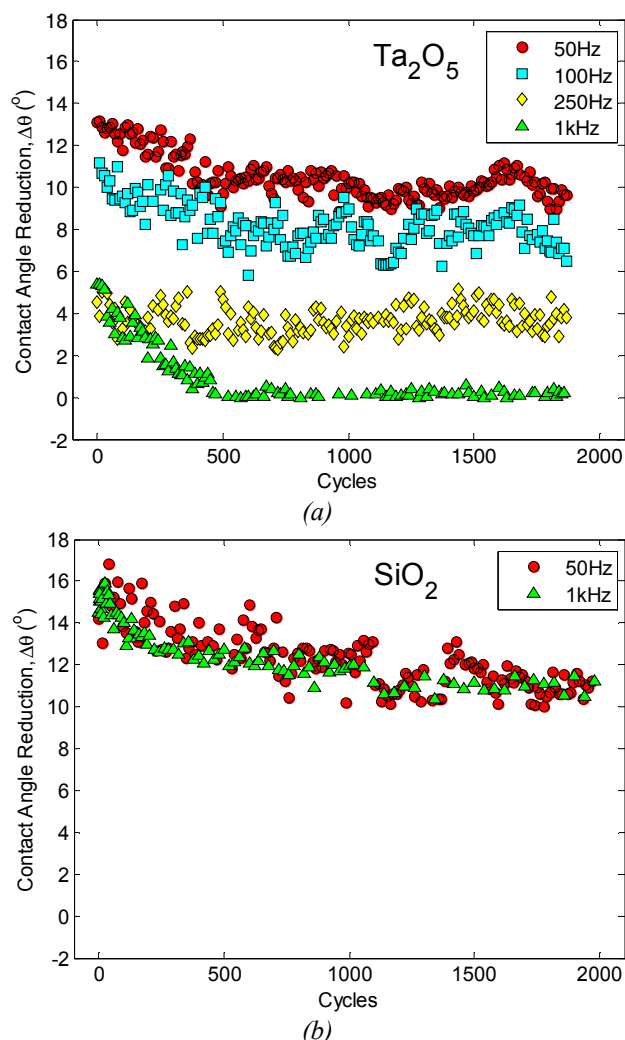 18
16
14
12
10
8
6
4
2
0
-2
Contact Angle Reduction, Δθ (°)
Ta₂O₅
50Hz
100Hz
250Hz
1kHz
0
500
1000
1500
2000
Cycles
(a)
18
16
14
12
10
8
6
4
2
0
-2
Contact Angle Reduction, Δθ (°)
SiO₂
50Hz
1kHz
0
500
1000
1500
2000
Cycles
(b)